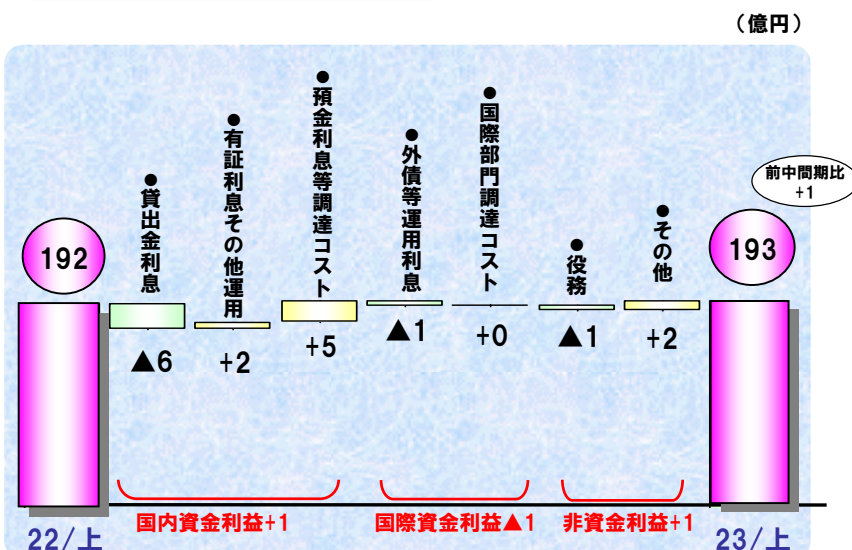 （億円）
●貸出金利息
●有証利息その他運用
●預金利息等調達コスト
●外債等運用利息
●国際部門調達コスト
●役務
●その他
前中間期比
+1
192
193
▲6
+2
+5
▲1
+0
▲1
+2
国内資金利益+1
国際資金利益▲1
非資金利益+1
22/上
23/上